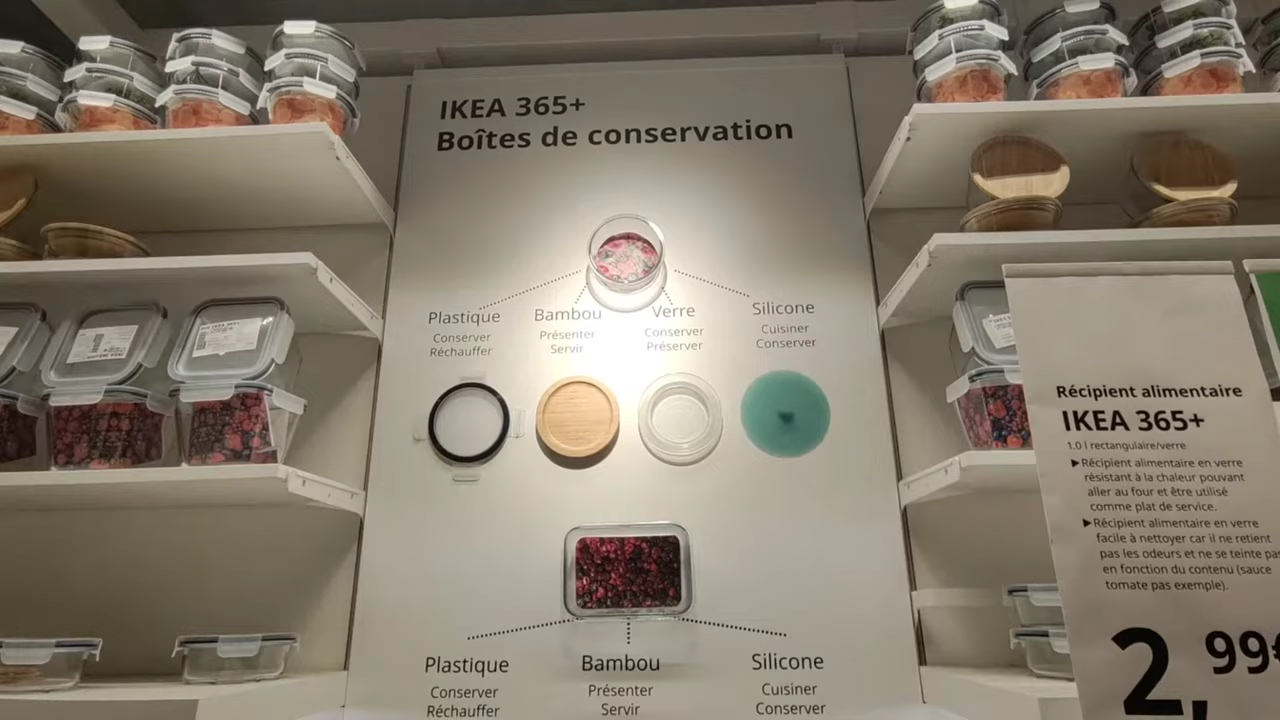 IKEA 365+
Boîtes de conservation
Plastique
Conserver
Réchauffer
Bambou
Présenter
Servir
Verre
Conserver
Préserver
Silicone
Cuisiner
Conserver
Plastique
Conserver
Réchauffer
Bambou
Présenter
Servir
Silicone
Cuisiner
Conserver
Récipient alimentaire
IKEA 365+
1.0 l rectangulaire/verre
▶Récipient alimentaire en verre
résistant à la chaleur pouvant
aller au four et être utilisé
comme plat de service.
▶Récipient alimentaire en verre
facile à nettoyer car il ne retient
pas les odeurs et ne se teinte pas
en fonction du contenu (sauce
tomate pas exemple).
2,99€